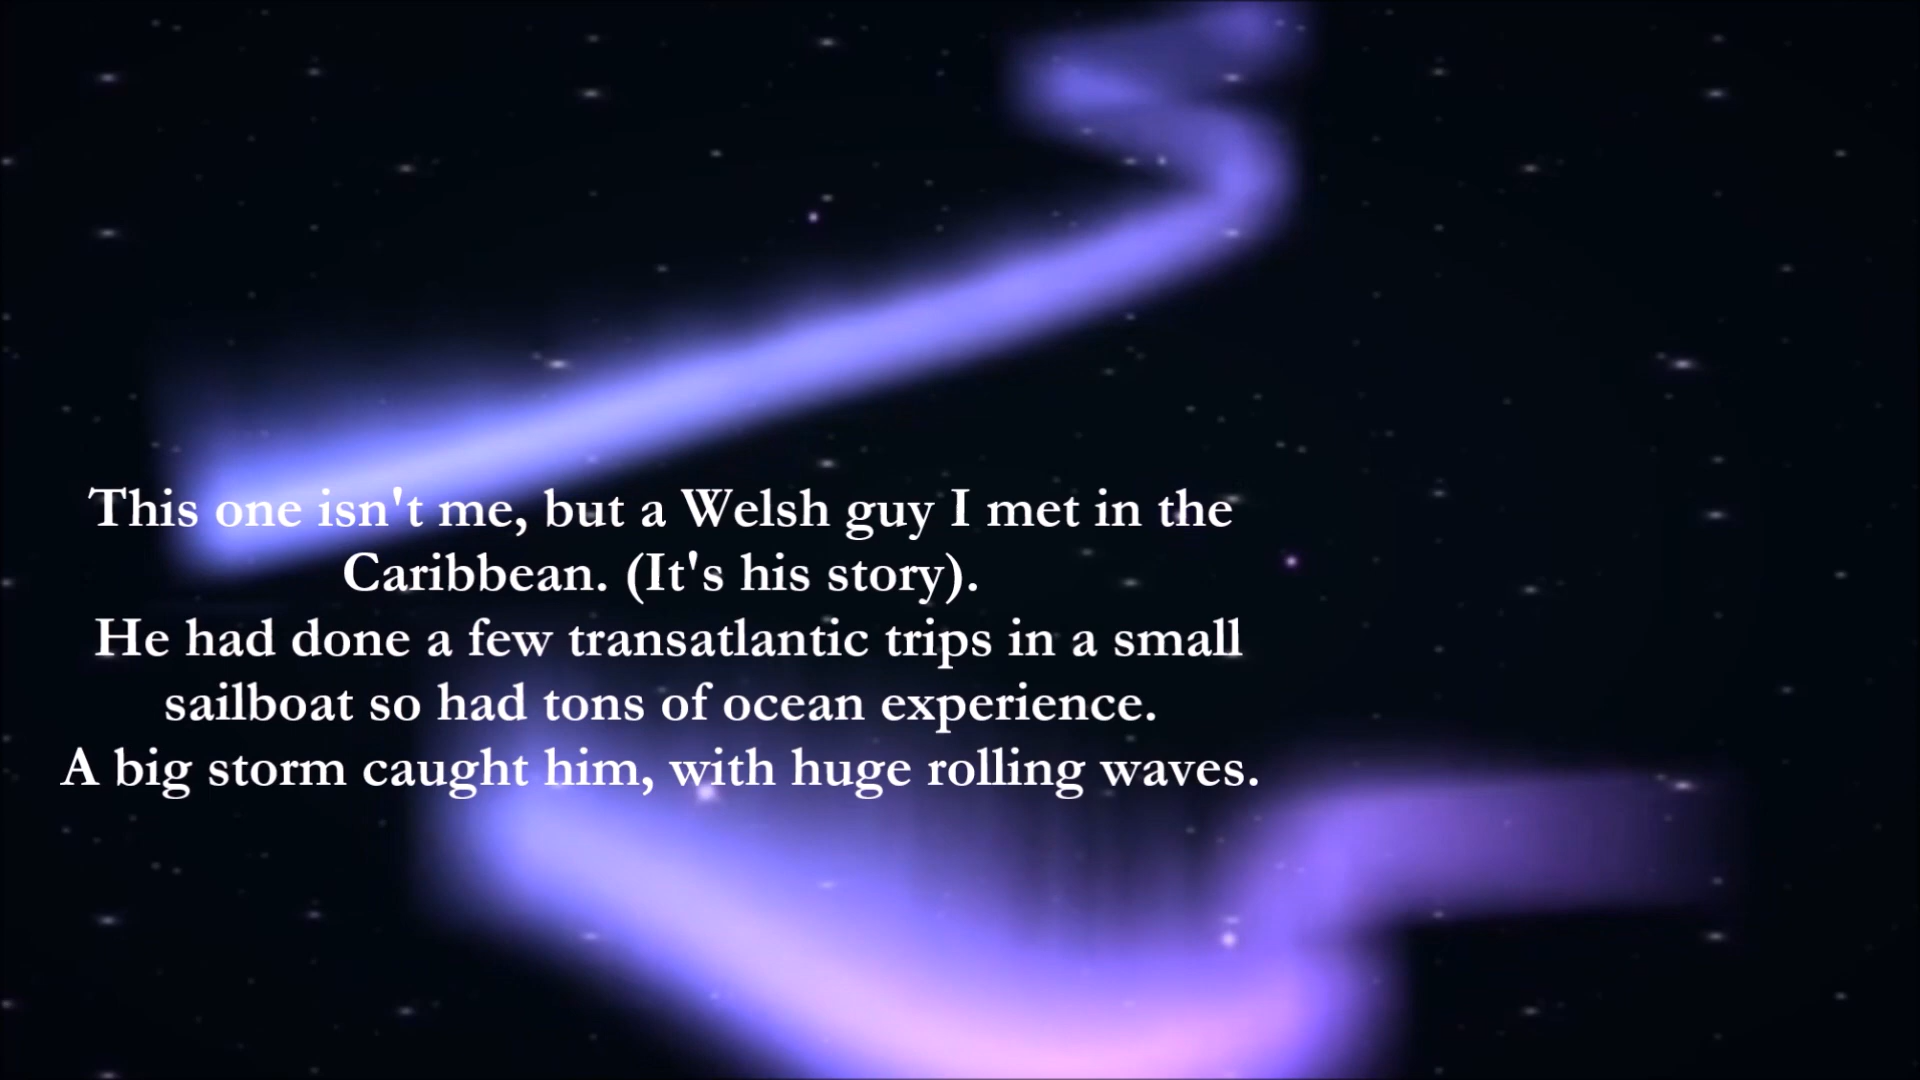 This one isn't me, but a Welsh guy I met in the
Caribbean. (It's his story).
He had done a few transatlantic trips in a small
sailboat so had tons of ocean experience.
A big storm caught him, with huge rolling waves.